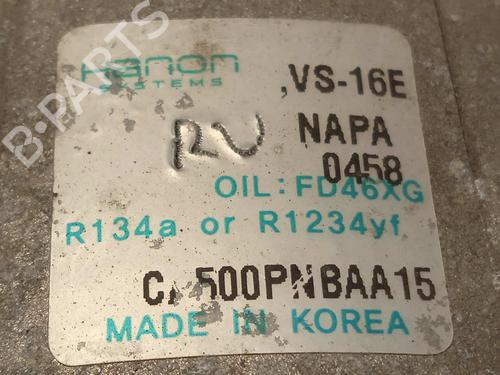 B-PARTS
Hanon
SYSTEMS
VS-16E
RU
NAPA
0458
OIL: FD46XG
R134a or R1234yf
500PNBAA15
MADE IN KOREA